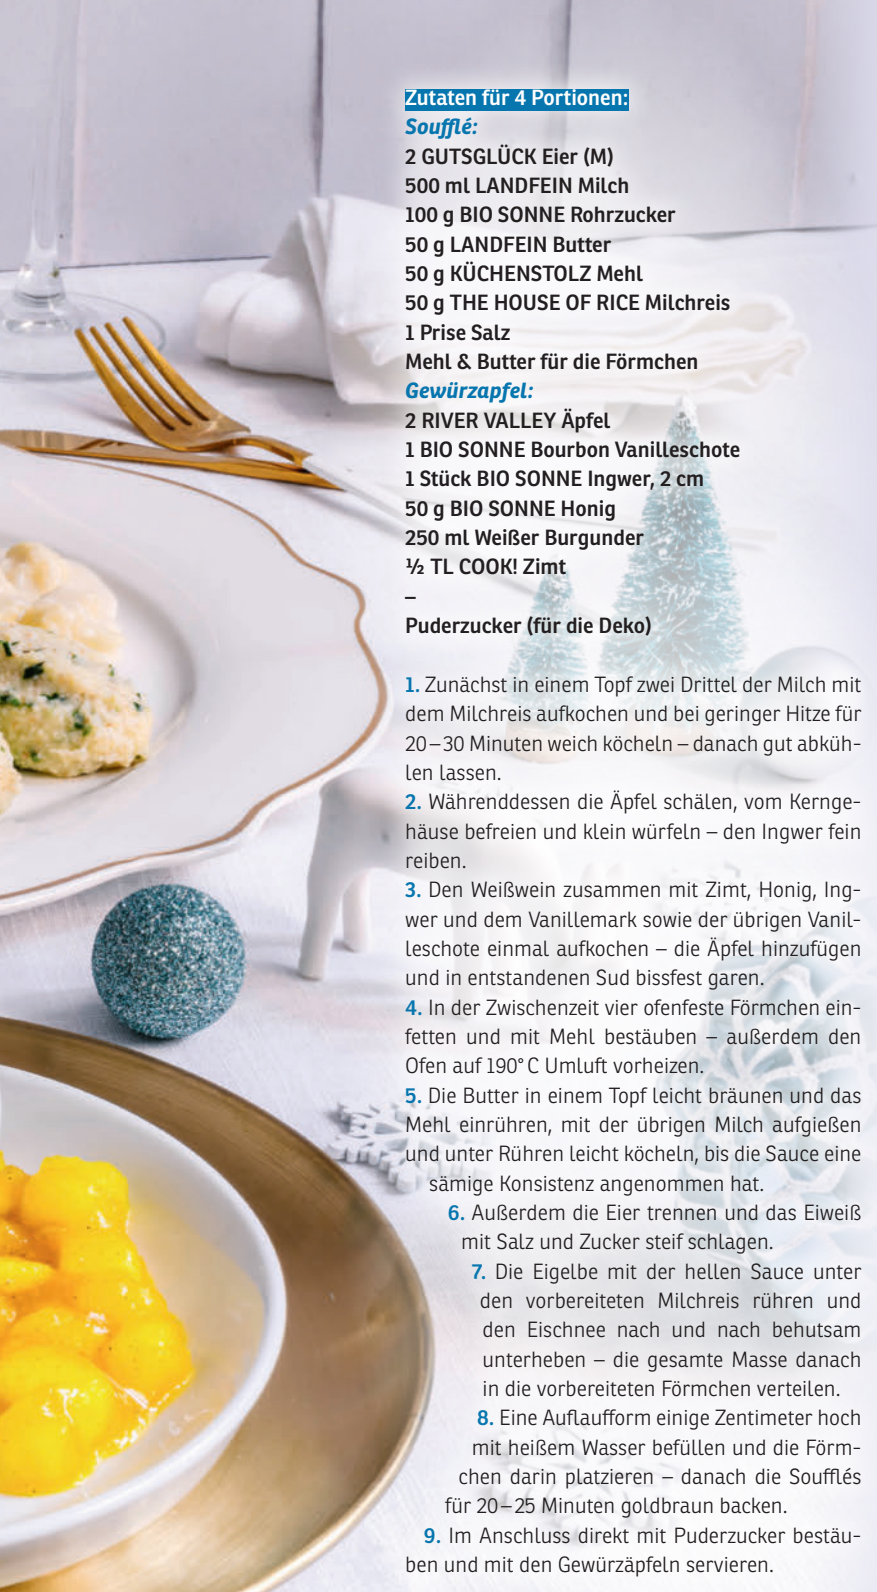 Zutaten für 4 Portionen:
Soufflé:
2 GUTSGLÜCK Eier (M)
500 ml LANDFEIN Milch
100 g BIO SONNE Rohrzucker
50 g LANDFEIN Butter
50 g KÜCHENSTOLZ Mehl
50 g THE HOUSE OF RICE Milchreis
1 Prise Salz
Mehl & Butter für die Förmchen
Gewürzapfel:
2 RIVER VALLEY Äpfel
1 BIO SONNE Bourbon Vanilleschote
1 Stück BIO SONNE Ingwer, 2 cm
50 g BIO SONNE Honig
250 ml Weißer Burgunder
½ TL COOK! Zimt
–
Puderzucker (für die Deko)
1. Zunächst in einem Topf zwei Drittel der Milch mit
dem Milchreis aufkochen und bei geringer Hitze für
20–30 Minuten weich köcheln – danach gut abküh-
len lassen.
2. Währenddessen die Äpfel schälen, vom Kernge-
häuse befreien und klein würfeln – den Ingwer fein
reiben.
3. Den Weißwein zusammen mit Zimt, Honig, Ing-
wer und dem Vanillemark sowie der übrigen Vanil-
leschote einmal aufkochen – die Äpfel hinzufügen
und in entstandenen Sud bissfest garen.
4. In der Zwischenzeit vier ofenfeste Förmchen ein-
fetten und mit Mehl bestäuben – außerdem den
Ofen auf 190° C Umluft vorheizen.
5. Die Butter in einem Topf leicht bräunen und das
Mehl einrühren, mit der übrigen Milch aufgießen
und unter Rühren leicht köcheln, bis die Sauce eine
sämige Konsistenz angenommen hat.
6. Außerdem die Eier trennen und das Eiweiß
mit Salz und Zucker steif schlagen.
7. Die Eigelbe mit der hellen Sauce unter
den vorbereiteten Milchreis rühren und
den Eischnee nach und nach behutsam
unterheben – die gesamte Masse danach
in die vorbereiteten Förmchen verteilen.
8. Eine Auflaufform einige Zentimeter hoch
mit heißem Wasser befüllen und die Förm-
chen darin platzieren – danach die Soufflés
für 20–25 Minuten goldbraun backen.
9. Im Anschluss direkt mit Puderzucker bestäu-
ben und mit den Gewürzäpfeln servieren.